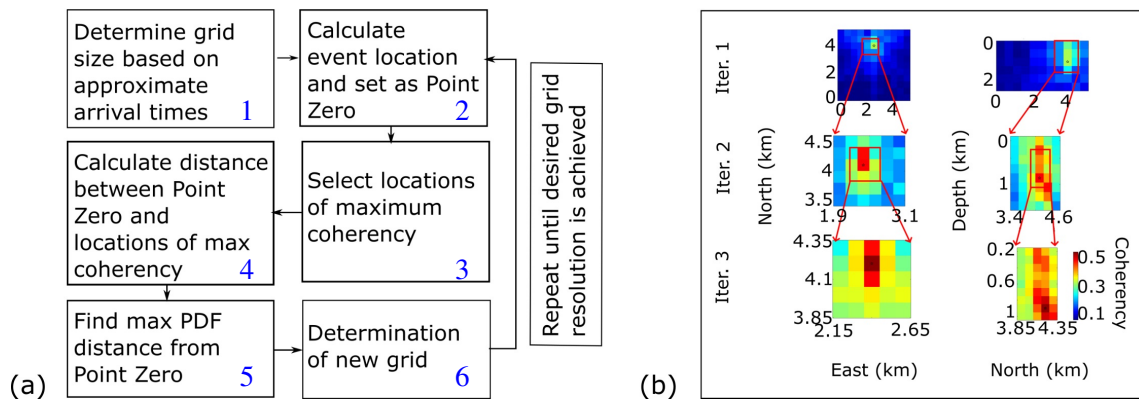 (a)
Determine grid
size based on
approximate
arrival times 1
Calculate
event location
and set as Point
Zero 2
Select locations
of maximum
coherency 3
Calculate distance
between Point
Zero and
locations of max
coherency 4
Find max PDF
distance from
Point Zero 5
Determination
of new grid 6
Repeat until desired grid
resolution is achieved
(b)
Iter. 1
4
2
0
0 2 4
0
2
0 2 4
Iter. 2
North (km)
4.5
4
3.5
1.9 3.1
Depth (km)
0
1
3.4 4.6
Iter. 3
4.35
4.1
3.85
2.15 2.65
East (km)
0.2
0.6
1
3.85 4.35
North (km)
Coherency
0.5
0.3
0.1